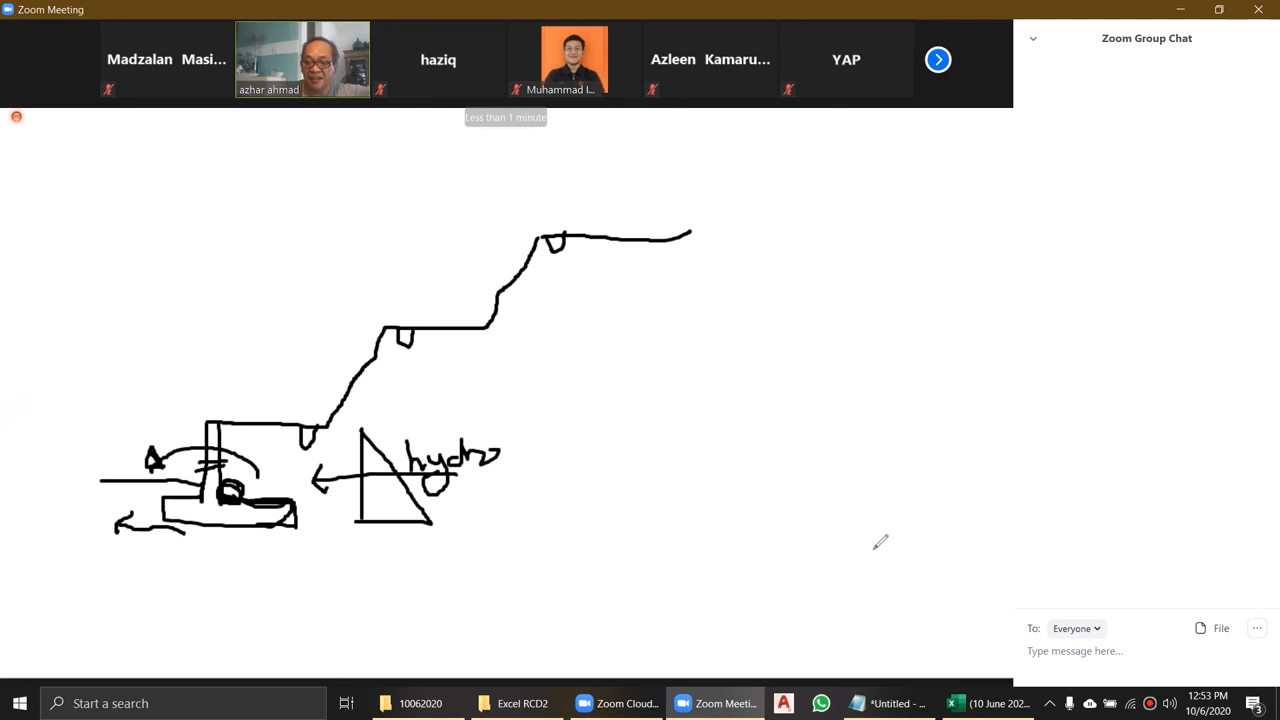 Zoom Meeting
Zoom Group Chat
Madzalan Masi...
azhar ahmad
haziq
Muhammad I...
Azleen Kamaru...
YAP
Less than 1 minute
hydro
To: Everyone
File
Type message here...
Start a search
10062020
Excel RCD2
Zoom Cloud...
Zoom Meeti...
*Untitled - ...
(10 June 202...
12:53 PM
10/6/2020
3